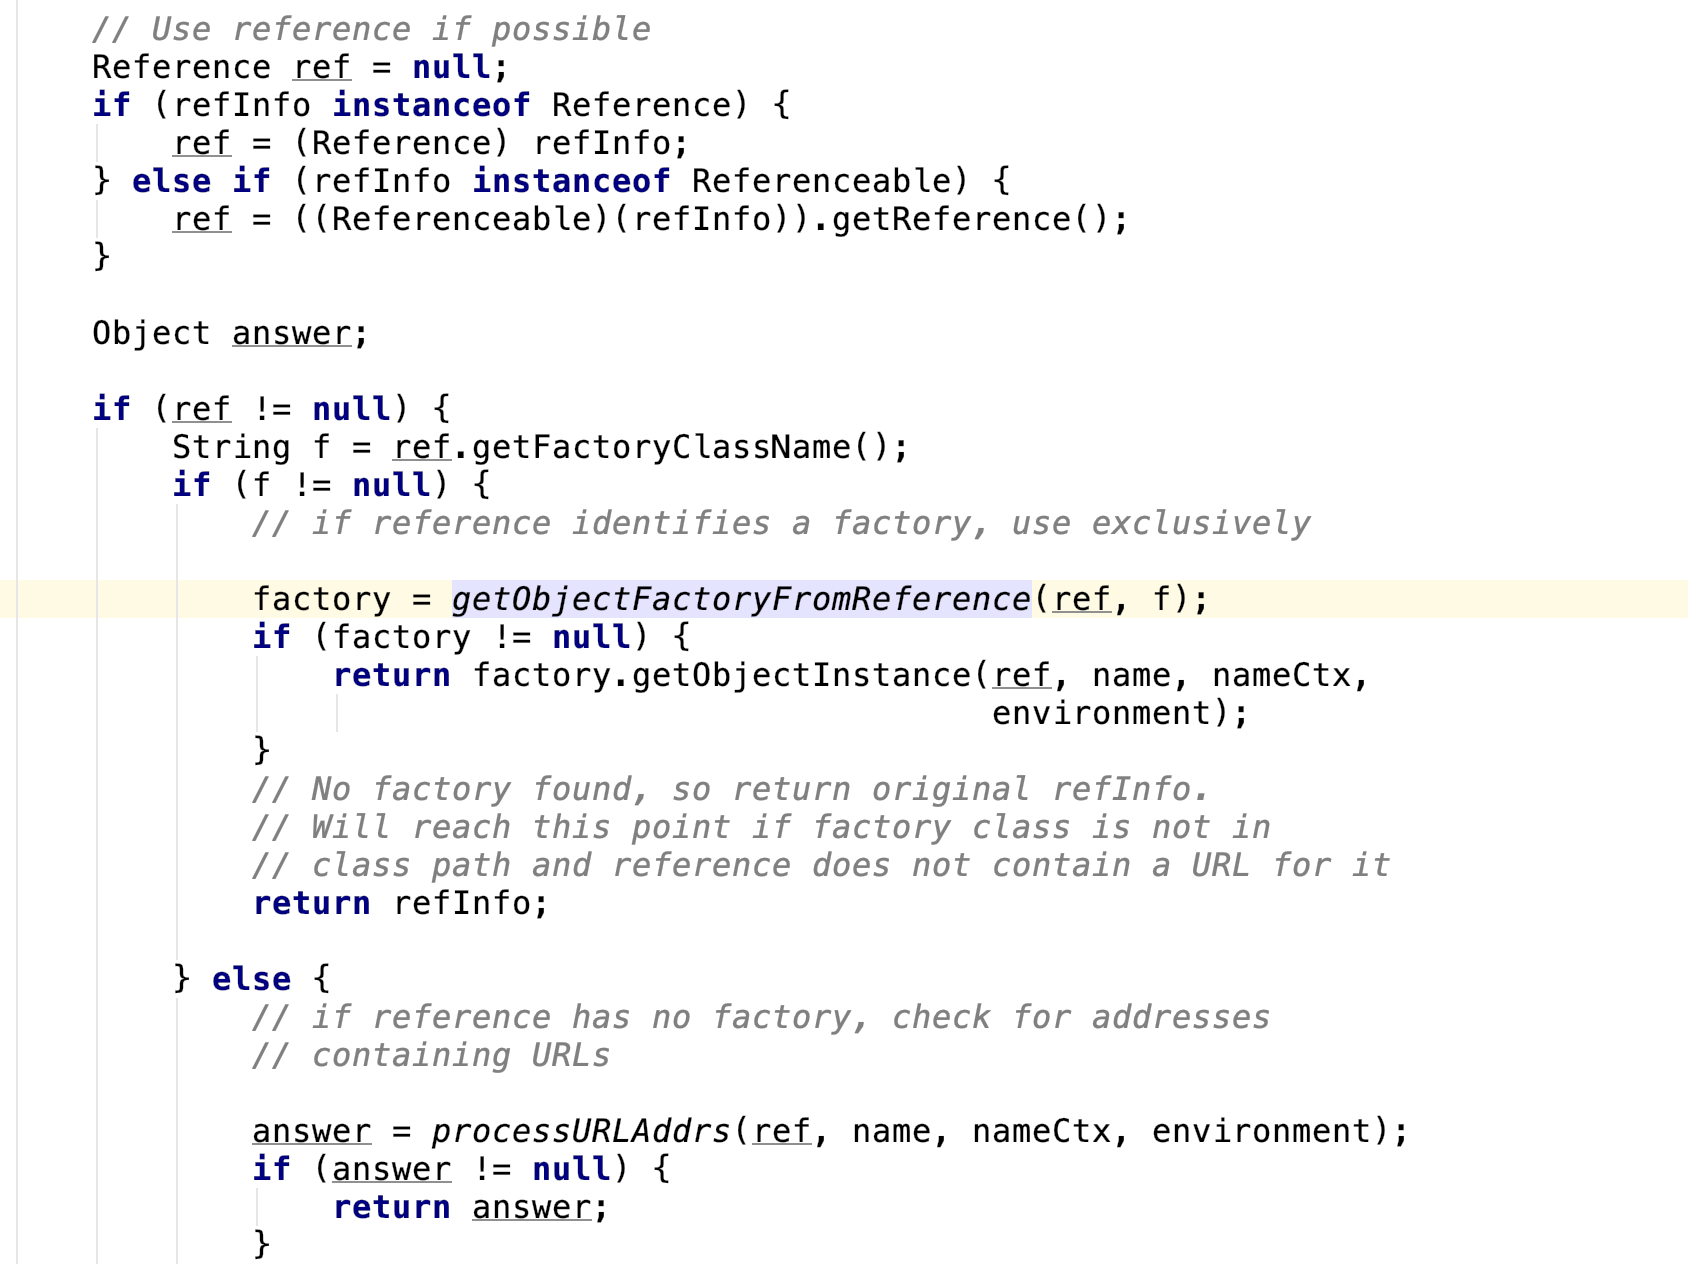 // Use reference if possible
Reference ref = null;
if (refInfo instanceof Reference) {
    ref = (Reference) refInfo;
} else if (refInfo instanceof Referenceable) {
    ref = ((Referenceable)(refInfo)).getReference();
}

Object answer;

if (ref != null) {
    String f = ref.getFactoryClassName();
    if (f != null) {
        // if reference identifies a factory, use exclusively

        factory = getObjectFactoryFromReference(ref, f);
        if (factory != null) {
            return factory.getObjectInstance(ref, name, nameCtx,
                                             environment);
        }
        // No factory found, so return original refInfo.
        // Will reach this point if factory class is not in
        // class path and reference does not contain a URL for it
        return refInfo;

    } else {
        // if reference has no factory, check for addresses
        // containing URLs

        answer = processURLAddrs(ref, name, nameCtx, environment);
        if (answer != null) {
            return answer;
        }